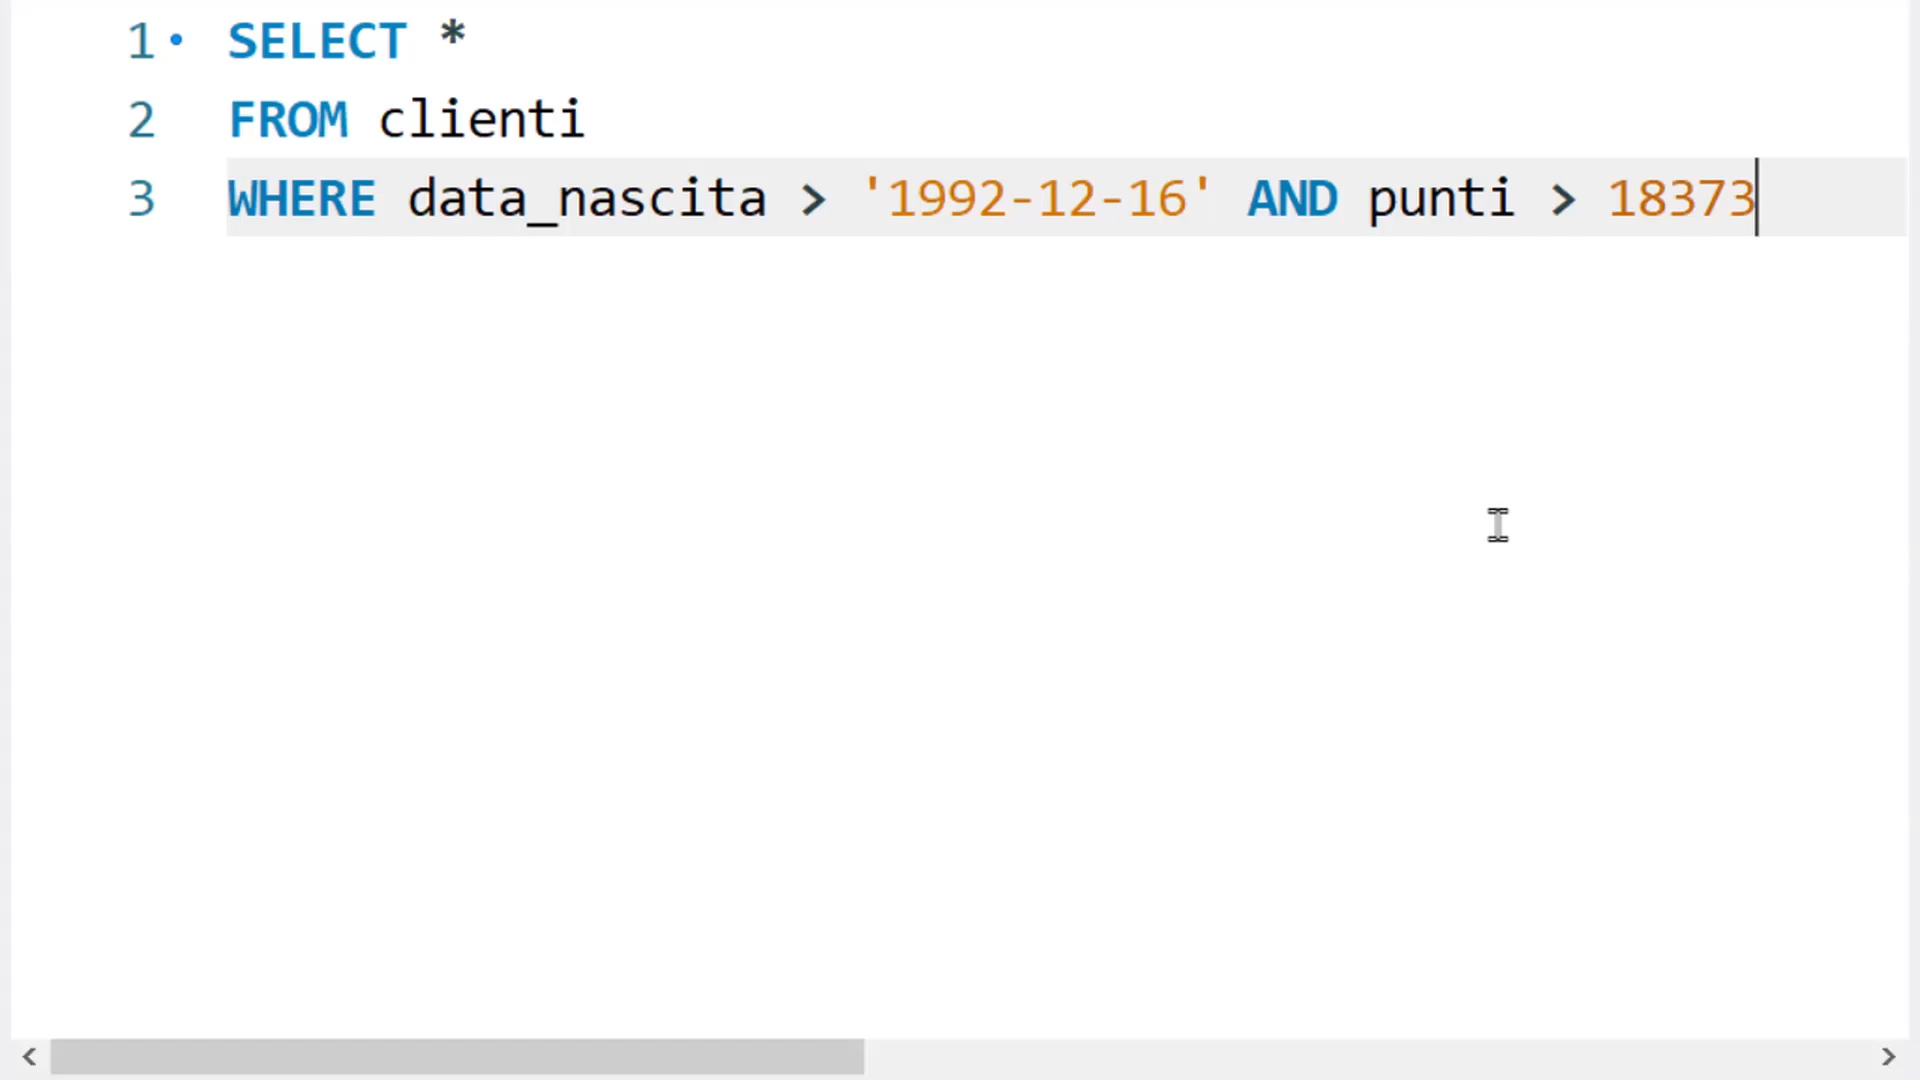 1 SELECT *
2 FROM clienti
3 WHERE data_nascita > '1992-12-16' AND punti > 18373